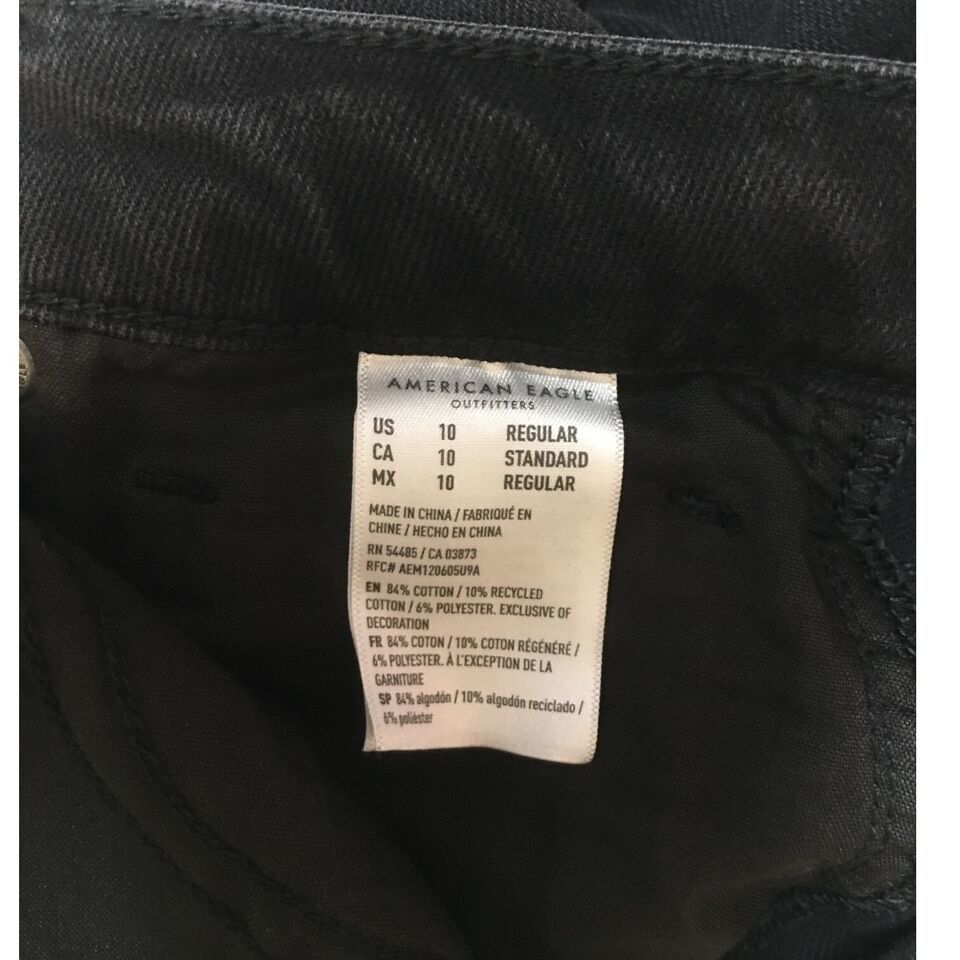 AMERICAN EAGLE
OUTFITTERS
US 10 REGULAR
CA 10 STANDARD
MX 10 REGULAR
MADE IN CHINA / FABRIQUÉ EN
CHINE / HECHO EN CHINA
RN 54485 / CA 03873
RFC# AEM120605U9A
EN 84% COTTON / 10% RECYCLED
COTTON / 6% POLYESTER. EXCLUSIVE OF
DECORATION
FR 84% COTON / 10% COTON RÉGÉNÉRÉ /
6% POLYESTER. À L'EXCEPTION DE LA
GARNITURE
SP 84% algodón / 10% algodón reciclado /
6% poliéster